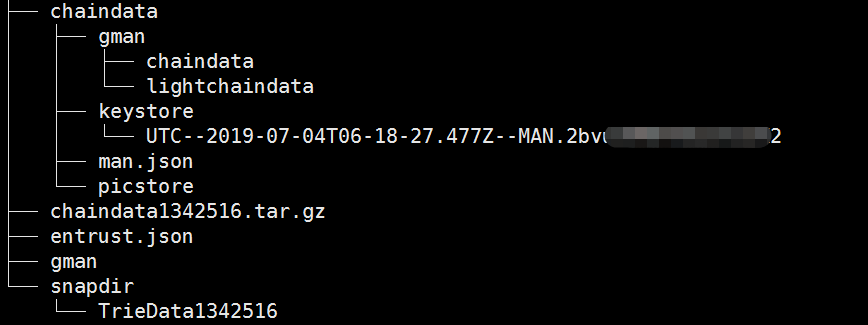 chaindata
gman
chaindata
lightchaindata
keystore
UTC--2019-07-04T06-18-27.477Z--MAN.2bv 2
man.json
picstore
chaindata1342516.tar.gz
entrust.json
gman
snapdir
TrieData1342516